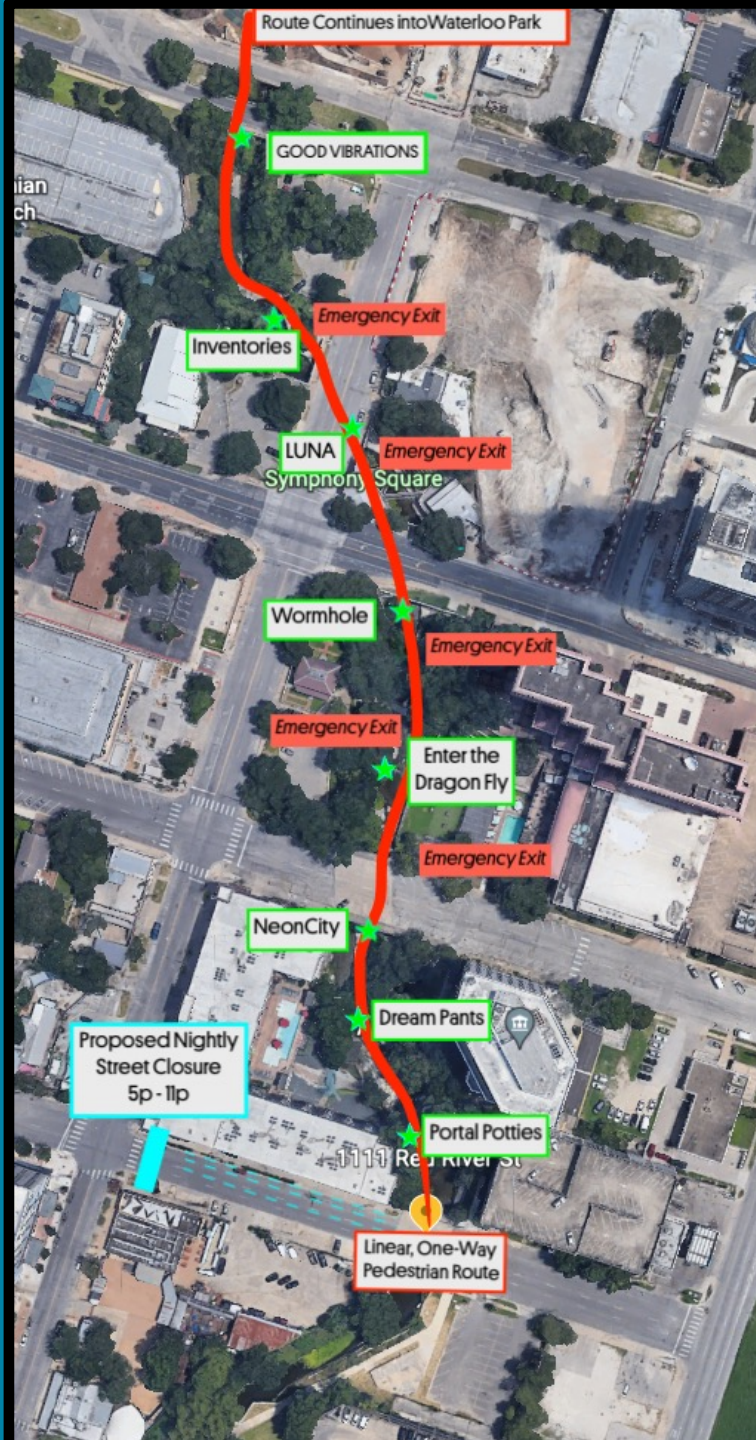 Route Continues intoWaterloo Park
GOOD VIBRATIONS
ian
ch
Emergency Exit
Inventories
LUNA
Emergency Exit
Symphony Square
Wormhole
Emergency Exit
Emergency Exit
Enter the
Dragon Fly
Emergency Exit
NeonCity
Dream Pants
Proposed Nightly
Street Closure
5p - 11p
Portal Potties
1111 Red River St
Linear, One-Way
Pedestrian Route